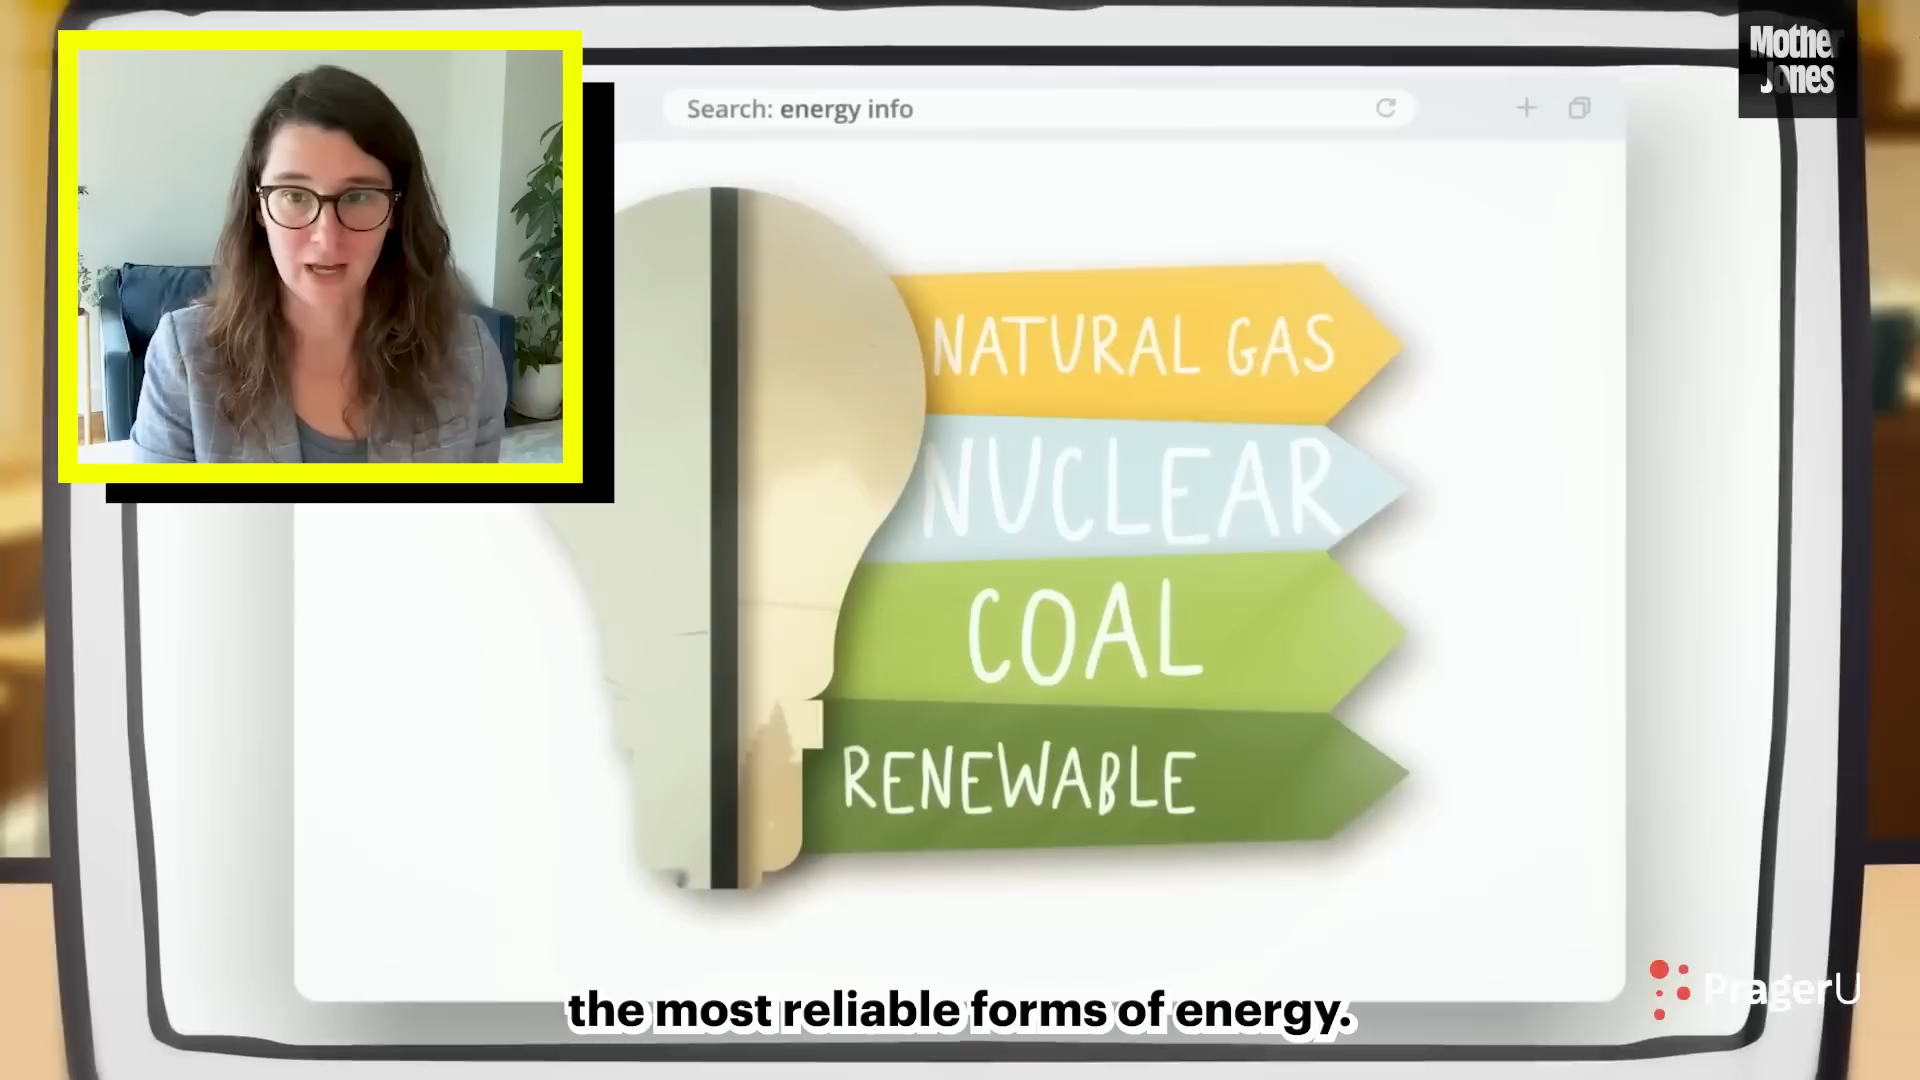 Mother
Jones
Search: energy info
NATURAL GAS
NUCLEAR
COAL
RENEWABLE
the most reliable forms of energy.
PragerU